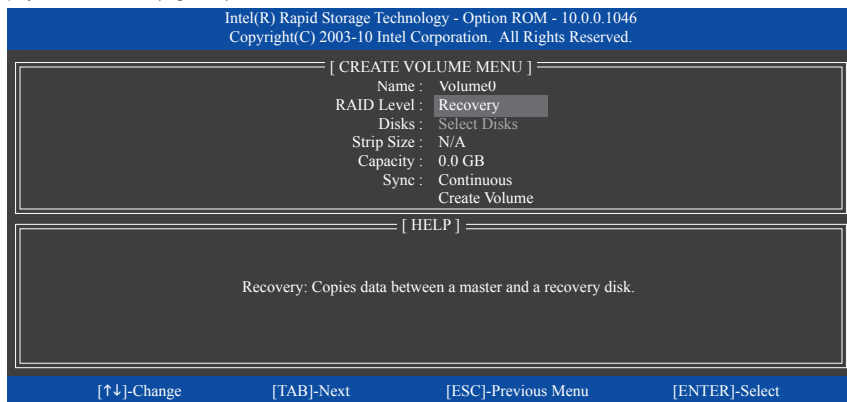 Intel(R) Rapid Storage Technology - Option ROM - 10.0.0.1046
Copyright(C) 2003-10 Intel Corporation. All Rights Reserved.
[ CREATE VOLUME MENU ]
Name : Volume0
RAID Level : Recovery
Disks : Select Disks
Strip Size : N/A
Capacity : 0.0 GB
Sync : Continuous
Create Volume
[ HELP ]
Recovery: Copies data between a master and a recovery disk.
[↑↓]-Change [TAB]-Next [ESC]-Previous Menu [ENTER]-Select